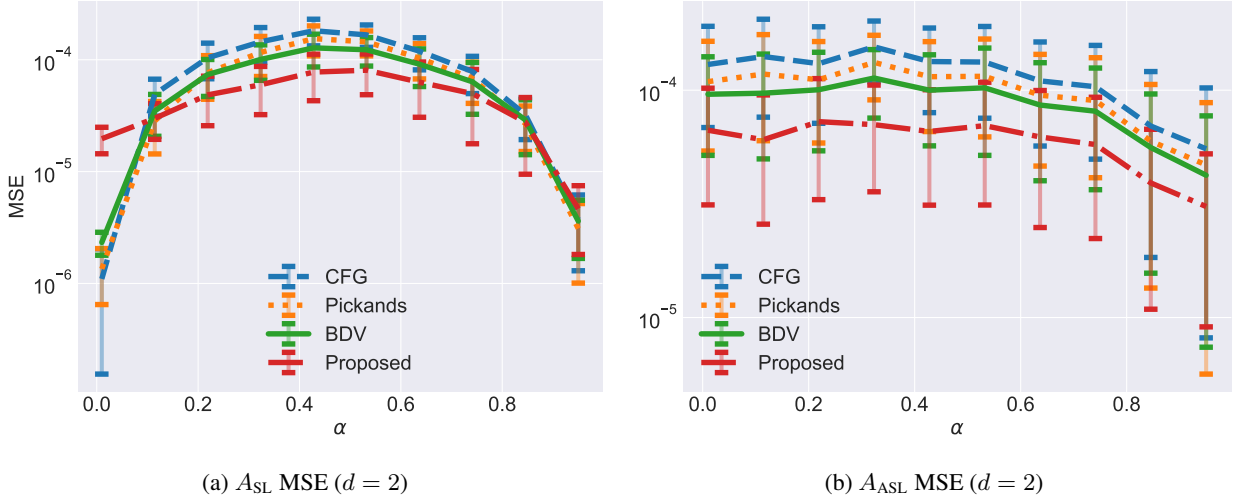 MSE
10⁻⁴
10⁻⁵
10⁻⁶
CFG
Pickands
BDV
Proposed
0.0 0.2 0.4 0.6 0.8
α
(a) A_SL MSE (d = 2)
10⁻⁴
10⁻⁵
CFG
Pickands
BDV
Proposed
0.0 0.2 0.4 0.6 0.8
α
(b) A_ASL MSE (d = 2)